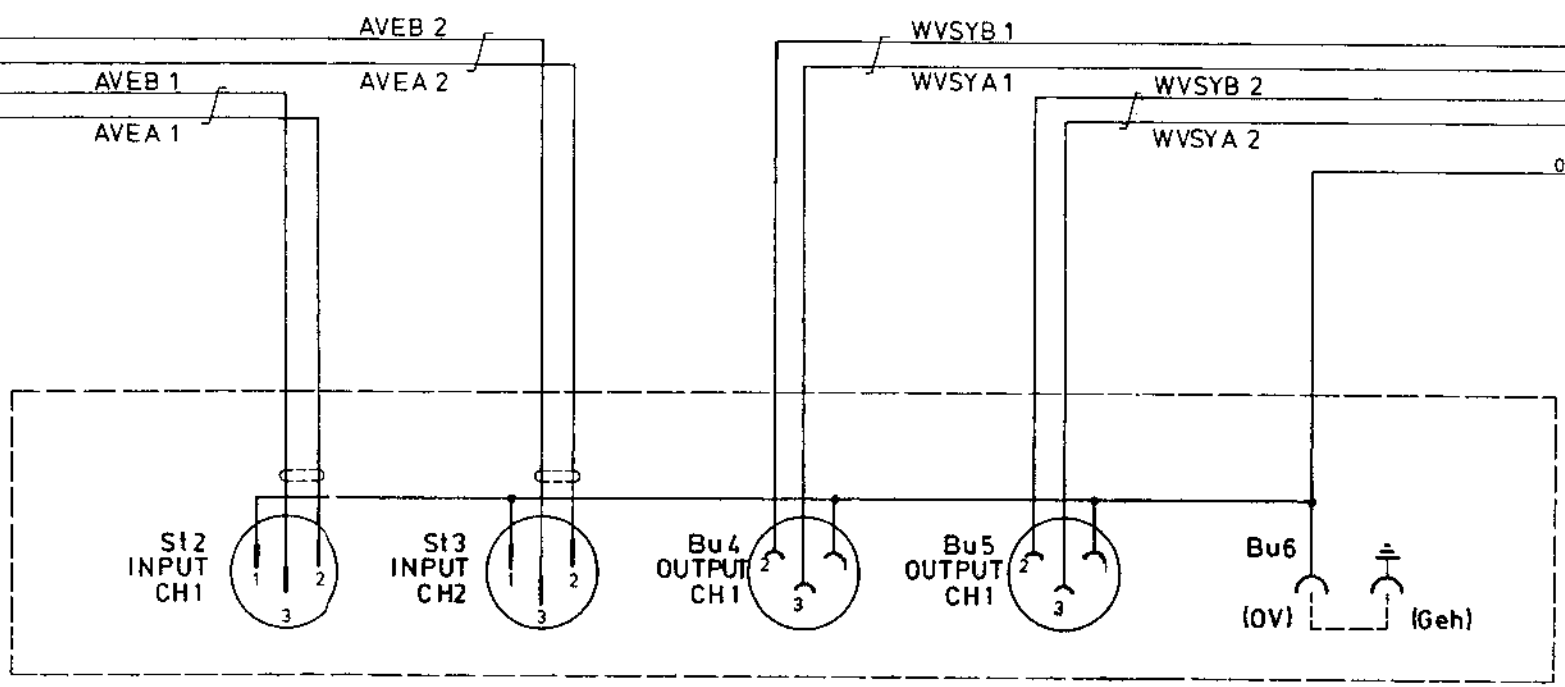 AVEB 2
AVEA 2
AVEB 1
AVEA 1
WVSYB 1
WVSYA 1
WVSYB 2
WVSYA 2
0
St2
INPUT
CH1
1
2
3
St3
INPUT
CH2
1
2
3
Bu4
OUTPUT
CH1
2
1
3
Bu5
OUTPUT
CH1
2
1
3
Bu6
(0V)
(Geh)